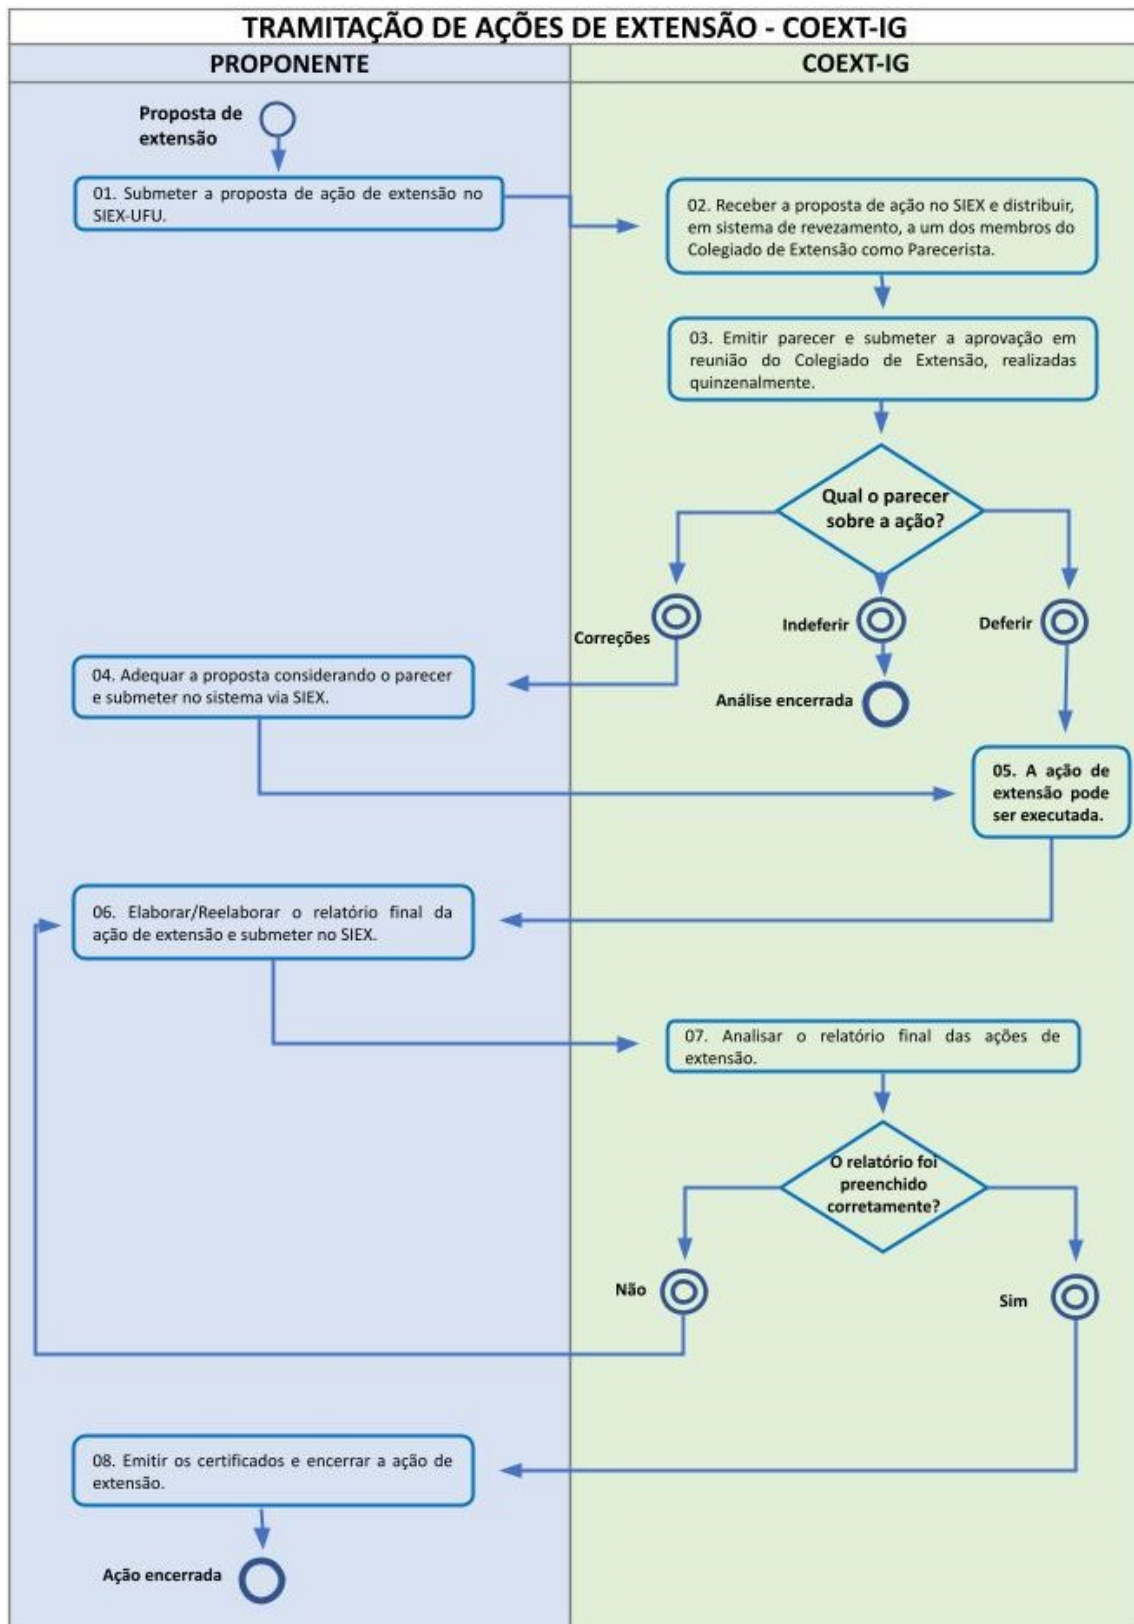 TRAMITAÇÃO DE AÇÕES DE EXTENSÃO - COEXT-IG
PROPONENTE
COEXT-IG
Proposta de
extensão
01. Submeter a proposta de ação de extensão no
SIEX-UFU.
02. Receber a proposta de ação no SIEX e distribuir,
em sistema de revezamento, a um dos membros do
Colegiado de Extensão como Parecerista.
03. Emitir parecer e submeter a aprovação em
reunião do Colegiado de Extensão, realizadas
quinzenalmente.
Qual o parecer
sobre a ação?
Correções
Indeferir
Deferir
04. Adequar a proposta considerando o parecer
e submeter no sistema via SIEX.
Análise encerrada
05. A ação de
extensão pode
ser executada.
06. Elaborar/Reelaborar o relatório final da
ação de extensão e submeter no SIEX.
07. Analisar o relatório final das ações de
extensão.
O relatório foi
preenchido
corretamente?
Não
Sim
08. Emitir os certificados e encerrar a ação de
extensão.
Ação encerrada